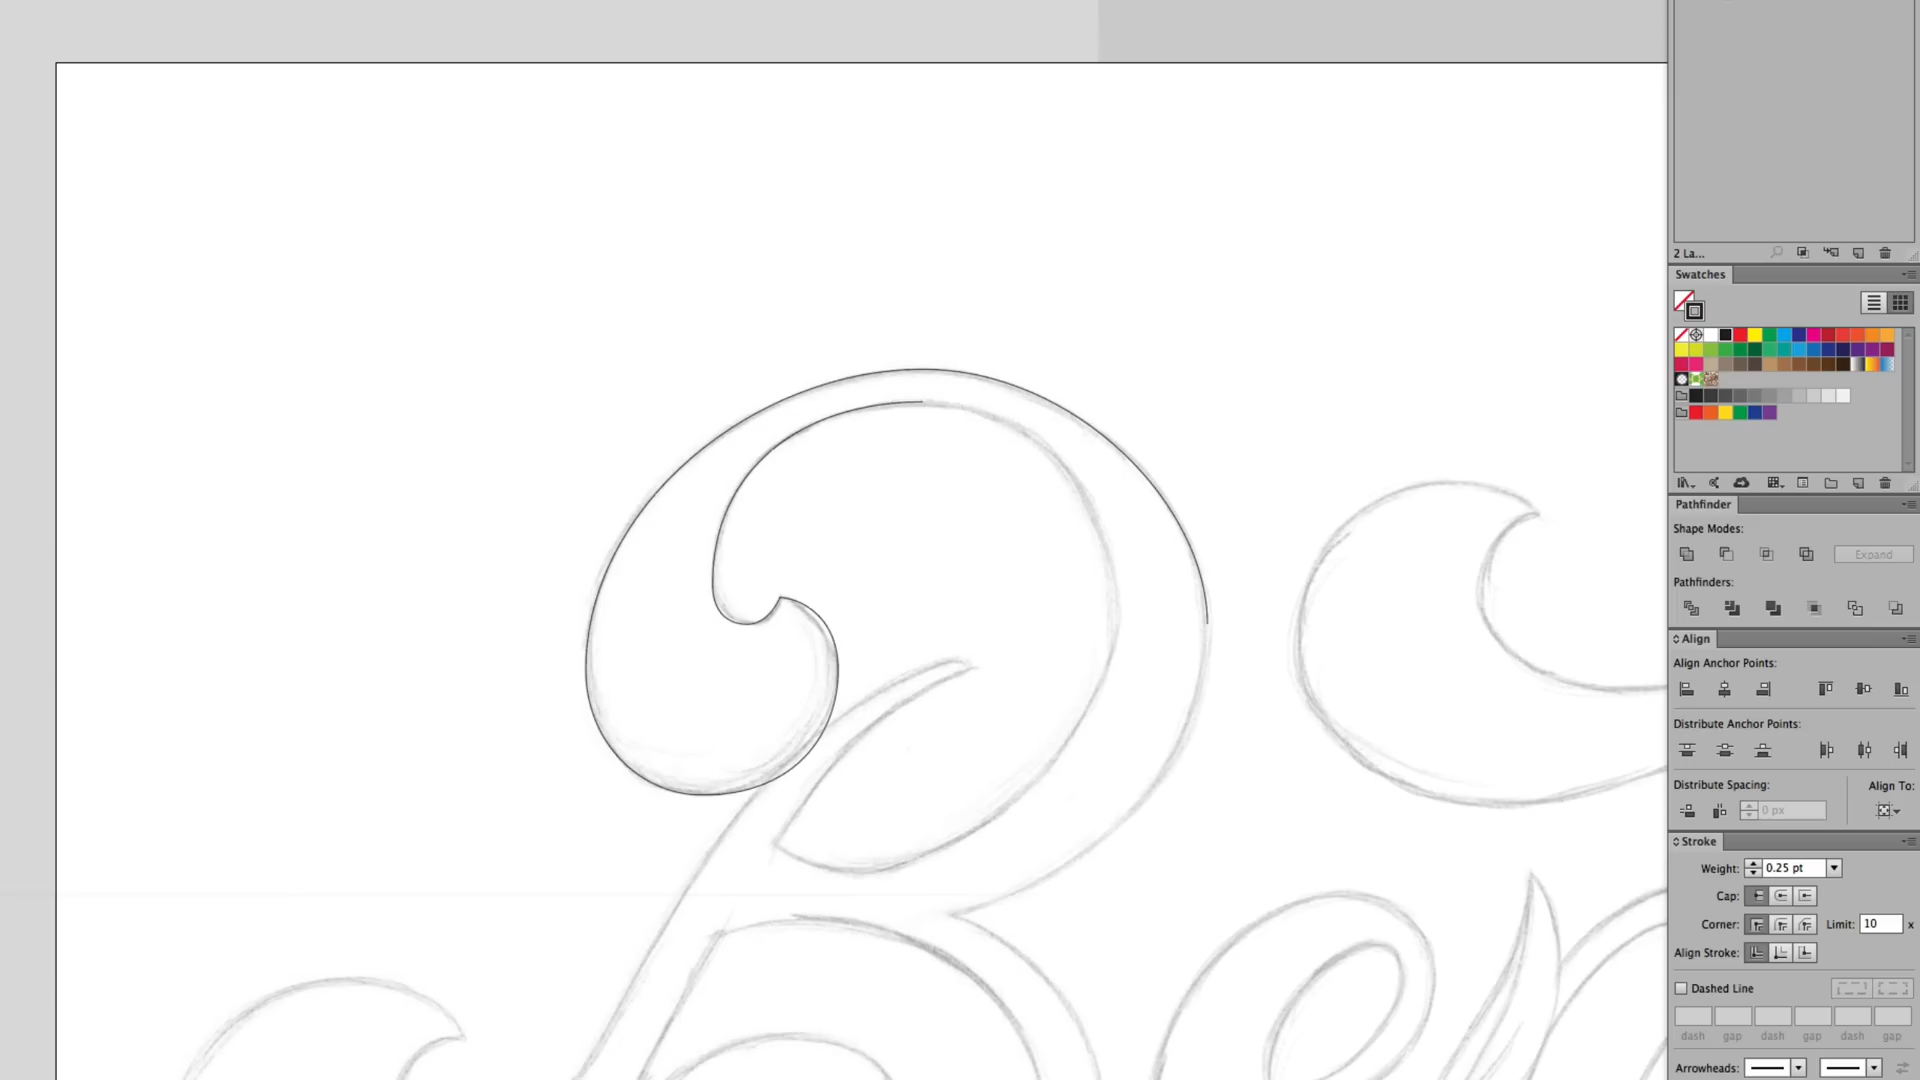 2 La...
Swatches
Pathfinder
Shape Modes:
Expand
Pathfinders:
Align
Align Anchor Points:
Distribute Anchor Points:
Distribute Spacing:
Align To:
0 px
Stroke
Weight:
0.25 pt
Cap:
Corner:
Limit:
10
x
Align Stroke:
Dashed Line
dash gap dash gap dash gap
Arrowheads: